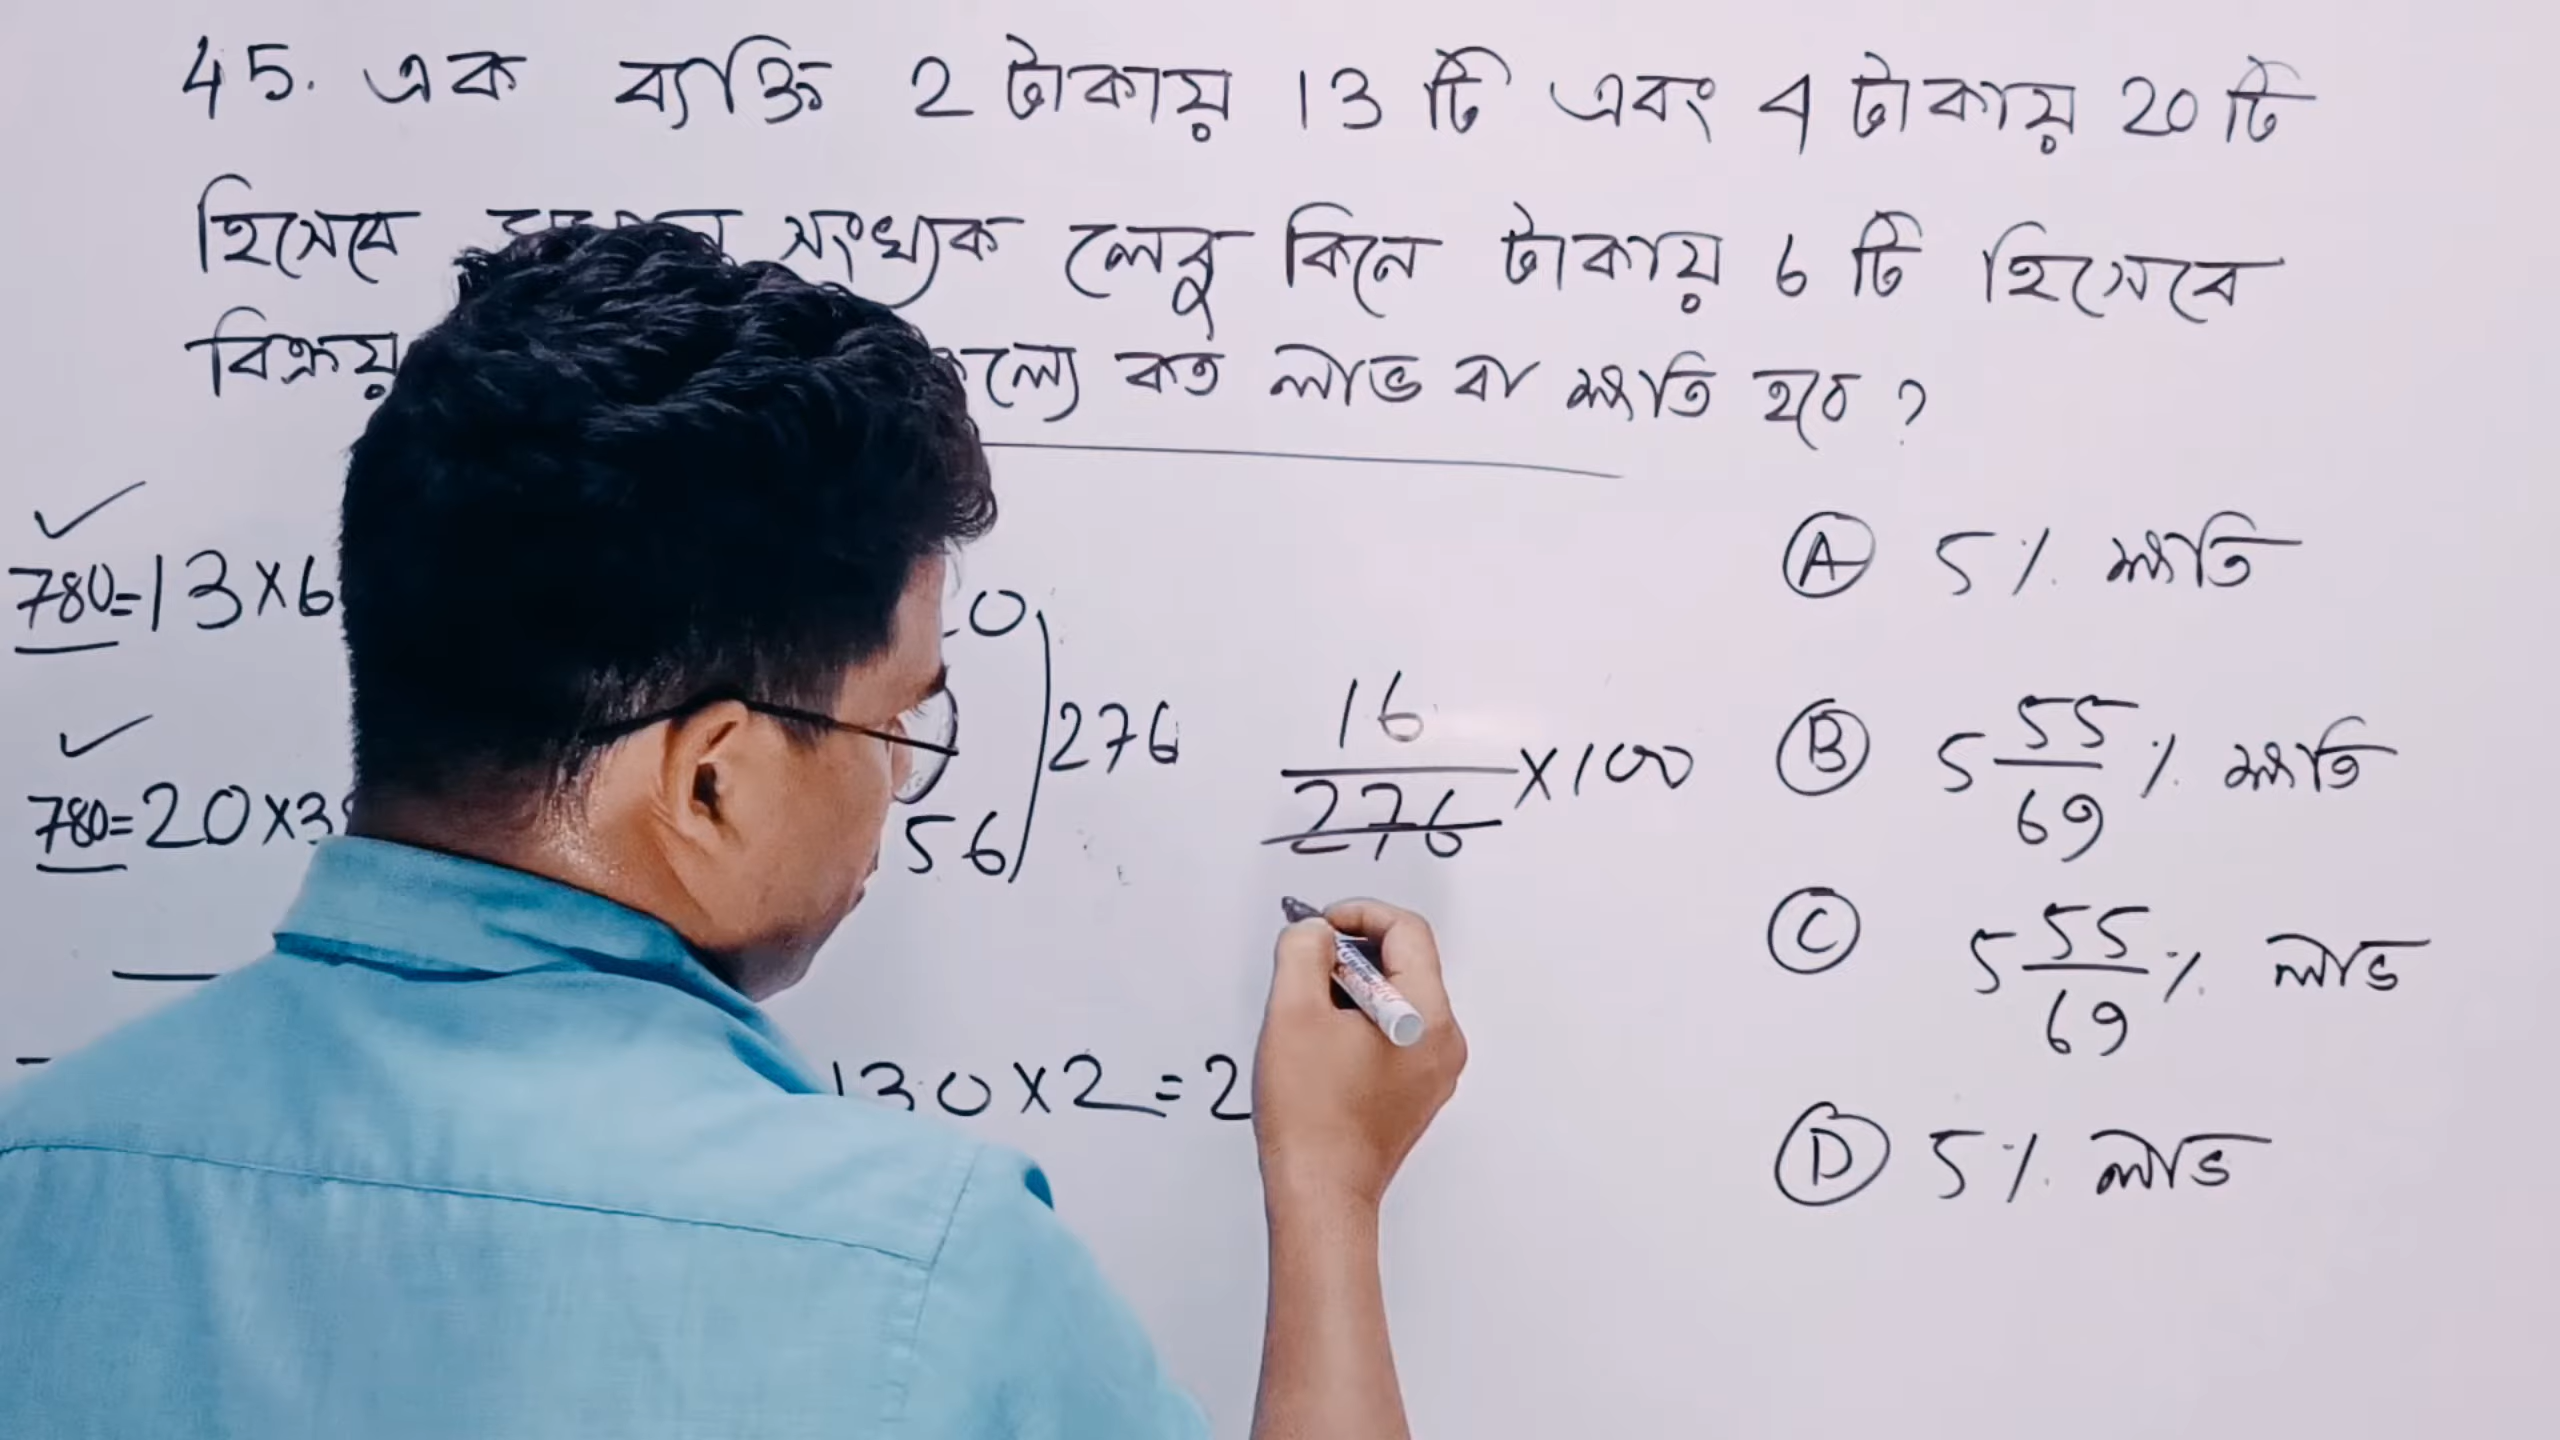 45. এক ব্যক্তি 2 টাকায় 13 টি এবং 4 টাকায় 20 টি
হিসেবে সংখ্যক লেবু কিনে টাকায় 6 টি হিসেবে
বিক্রয় কত লাভ বা ক্ষতি হবে ?
780=13×6
276
780=20×3
56
16/276 ×100
130×2=2
Ⓐ 5% ক্ষতি
Ⓑ 5 55/69 % ক্ষতি
Ⓒ 5 55/69 % লাভ
Ⓓ 5% লাভ